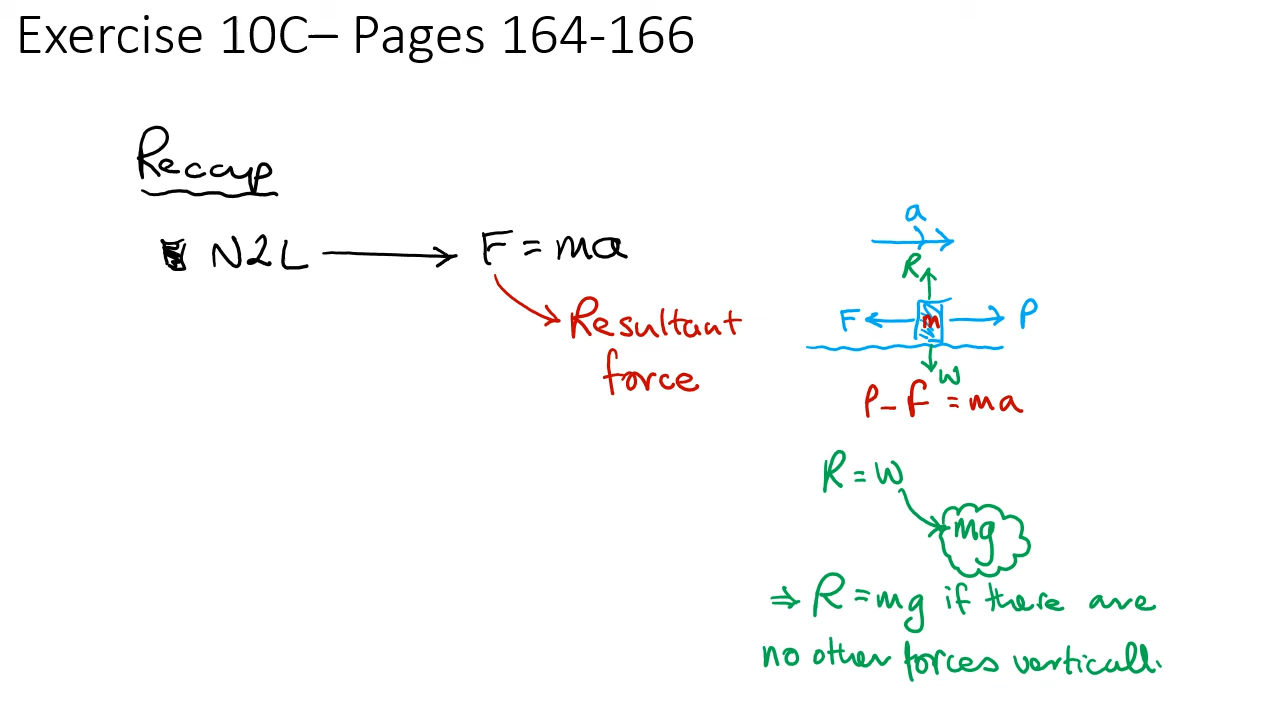 Exercise 10C– Pages 164-166
Recap
N2L → F = ma
Resultant
force
a
R
F m P
W
P - F = ma
R = W
mg
⇒ R = mg if there are
no other forces verticall